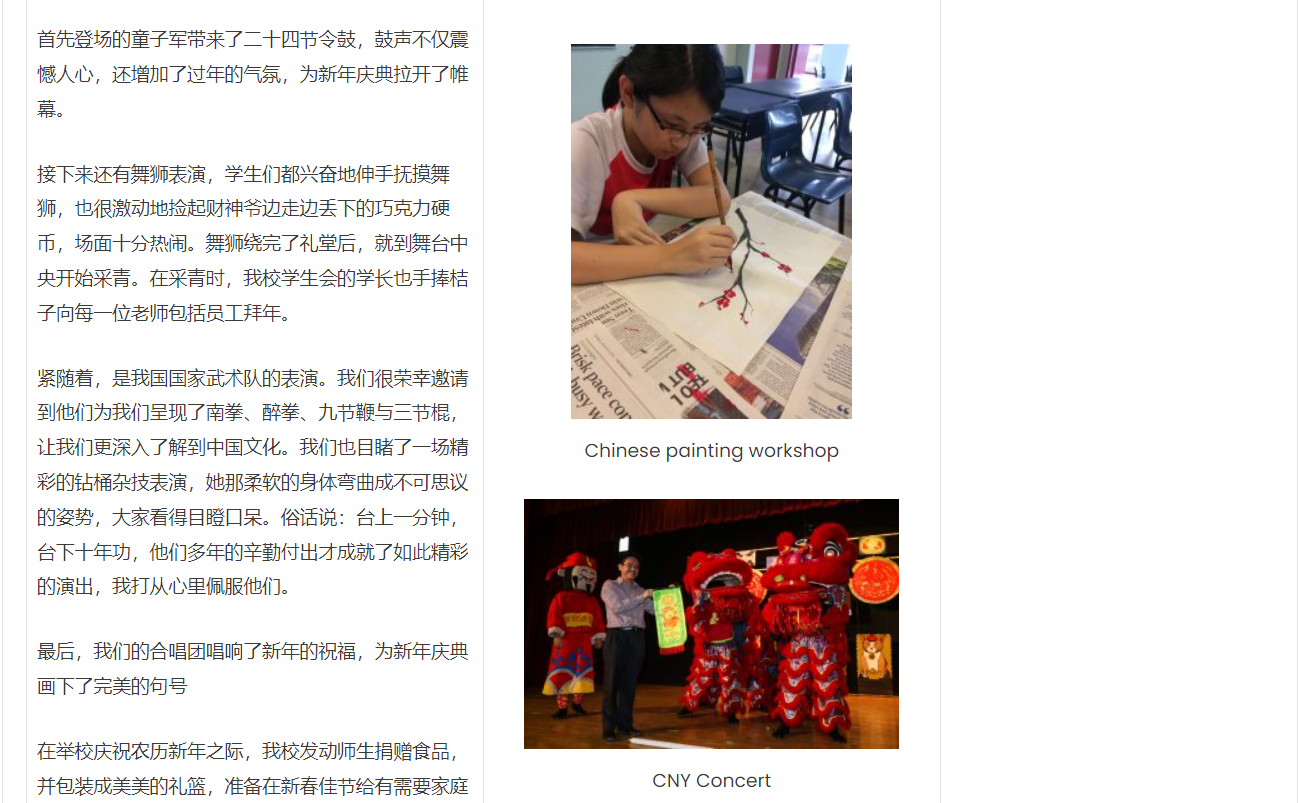 首先登场的童子军带来了二十四节令鼓，鼓声不仅震
憾人心，还增加了过年的气氛，为新年庆典拉开了帷
幕。
接下来还有舞狮表演，学生们都兴奋地伸手抚摸舞
狮，也很激动地捡起财神爷边走边丢下的巧克力硬
币，场面十分热闹。舞狮绕完了礼堂后，就到舞台中
央开始采青。在采青时，我校学生会的学长也手捧桔
子向每一位老师包括员工拜年。
紧随着，是我国国家武术队的表演。我们很荣幸邀请
到他们为我们呈现了南拳、醉拳、九节鞭与三节棍，
让我们更深入了解到中国文化。我们也目睹了一场精
彩的钻桶杂技表演，她那柔软的身体弯曲成不可思议
的姿势，大家看得目瞪口呆。俗话说：台上一分钟，
台下十年功，他们多年的辛勤付出才成就了如此精彩
的演出，我打从心里佩服他们。
最后，我们的合唱团唱响了新年的祝福，为新年庆典
画下了完美的句号
在举校庆祝农历新年之际，我校发动师生捐赠食品，
并包装成美美的礼篮，准备在新春佳节给有需要家庭
Brisk pace
busy
Chinese painting workshop
CNY Concert